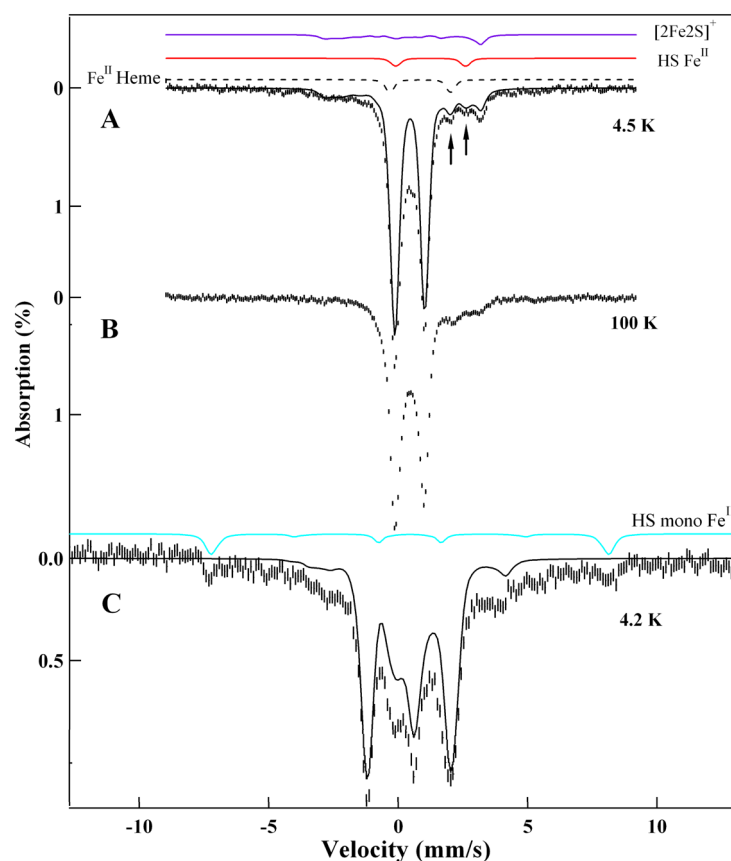 [2Fe2S]+
HS FeII
FeII Heme
0
A
4.5 K
1
0
B
100 K
1
Absorption (%)
HS mono FeI
0.0
C
4.2 K
0.5
-10 -5 0 5 10
Velocity (mm/s)